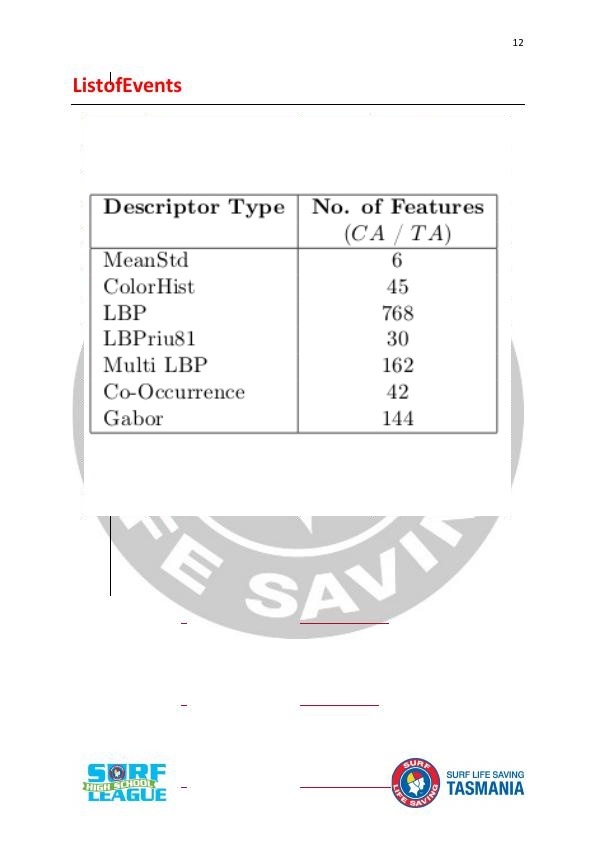 12
ListofEvents
Descriptor Type No. of Features
(CA / TA)
MeanStd 6
ColorHist 45
LBP 768
LBPriu81 30
Multi LBP 162
Co-Occurrence 42
Gabor 144
FE SAVIN
SURF
HIGH SCHOOL
LEAGUE
SURF
LIFE SAVING
SURF LIFE SAVING
TASMANIA